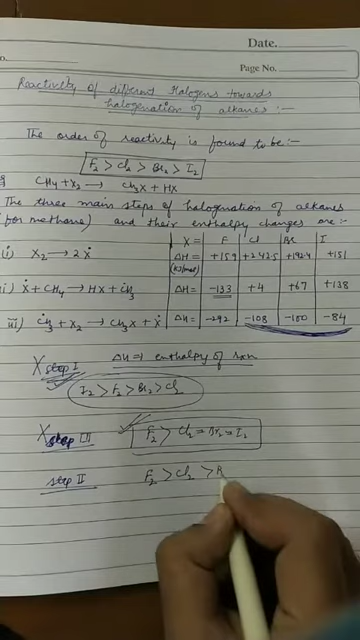 Date.
o.
Page No.
Reactivity of different Halogens towards
halogenation of alkanes :-
The order of reactivity is found to be:-
F₂ > Cl₂ > Br₂ > I₂
CH₄ + X₂ → CH₃X + HX
The three main steps of halogenation of alkanes
(for methane) and their enthalpy changes are:-
X = F Cl Br I
(i) X₂ → 2Ẋ ΔH = +159 +242.5 +192.4 +151
(KJ/mol)
ii) Ẋ + CH₄ → HX + ĊH₃ ΔH = -133 +4 +67 +138
iii) ĊH₃ + X₂ → CH₃X + Ẋ ΔH = -292 -108 -100 -84
ΔH ⇒ enthalpy of rxn
X step I
I₂ > F₂ > Br₂ > Cl₂
X step III F₂ > Cl₂ = Br₂ = I₂
step II F₂ > Cl₂ > B